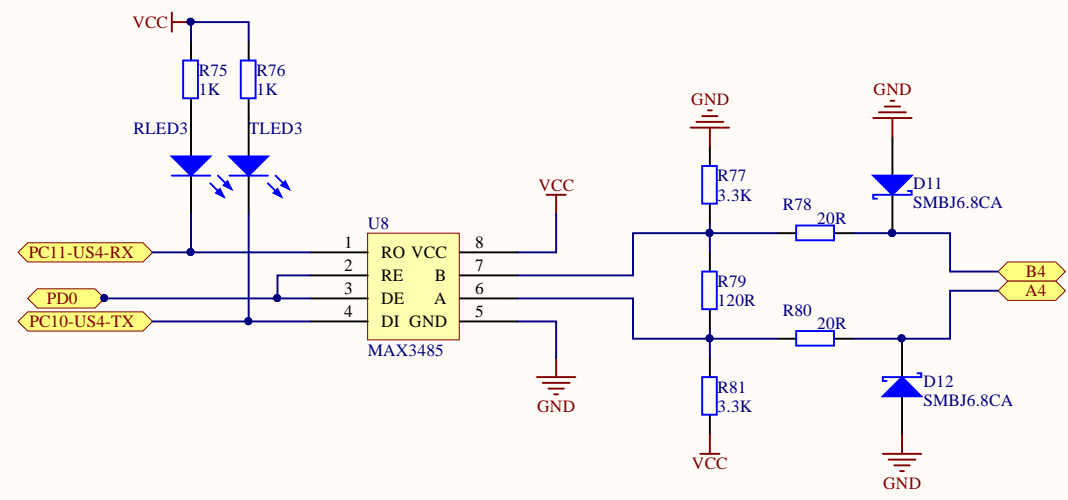 VCC
R75
1K
R76
1K
RLED3
TLED3
GND
GND
R77
3.3K
D11
SMBJ6.8CA
R78
20R
VCC
U8
PC11-US4-RX
1
RO
VCC
8
2
RE
B
7
PD0
3
DE
A
6
PC10-US4-TX
4
DI
GND
5
MAX3485
R79
120R
B4
A4
R80
20R
GND
R81
3.3K
D12
SMBJ6.8CA
VCC
GND